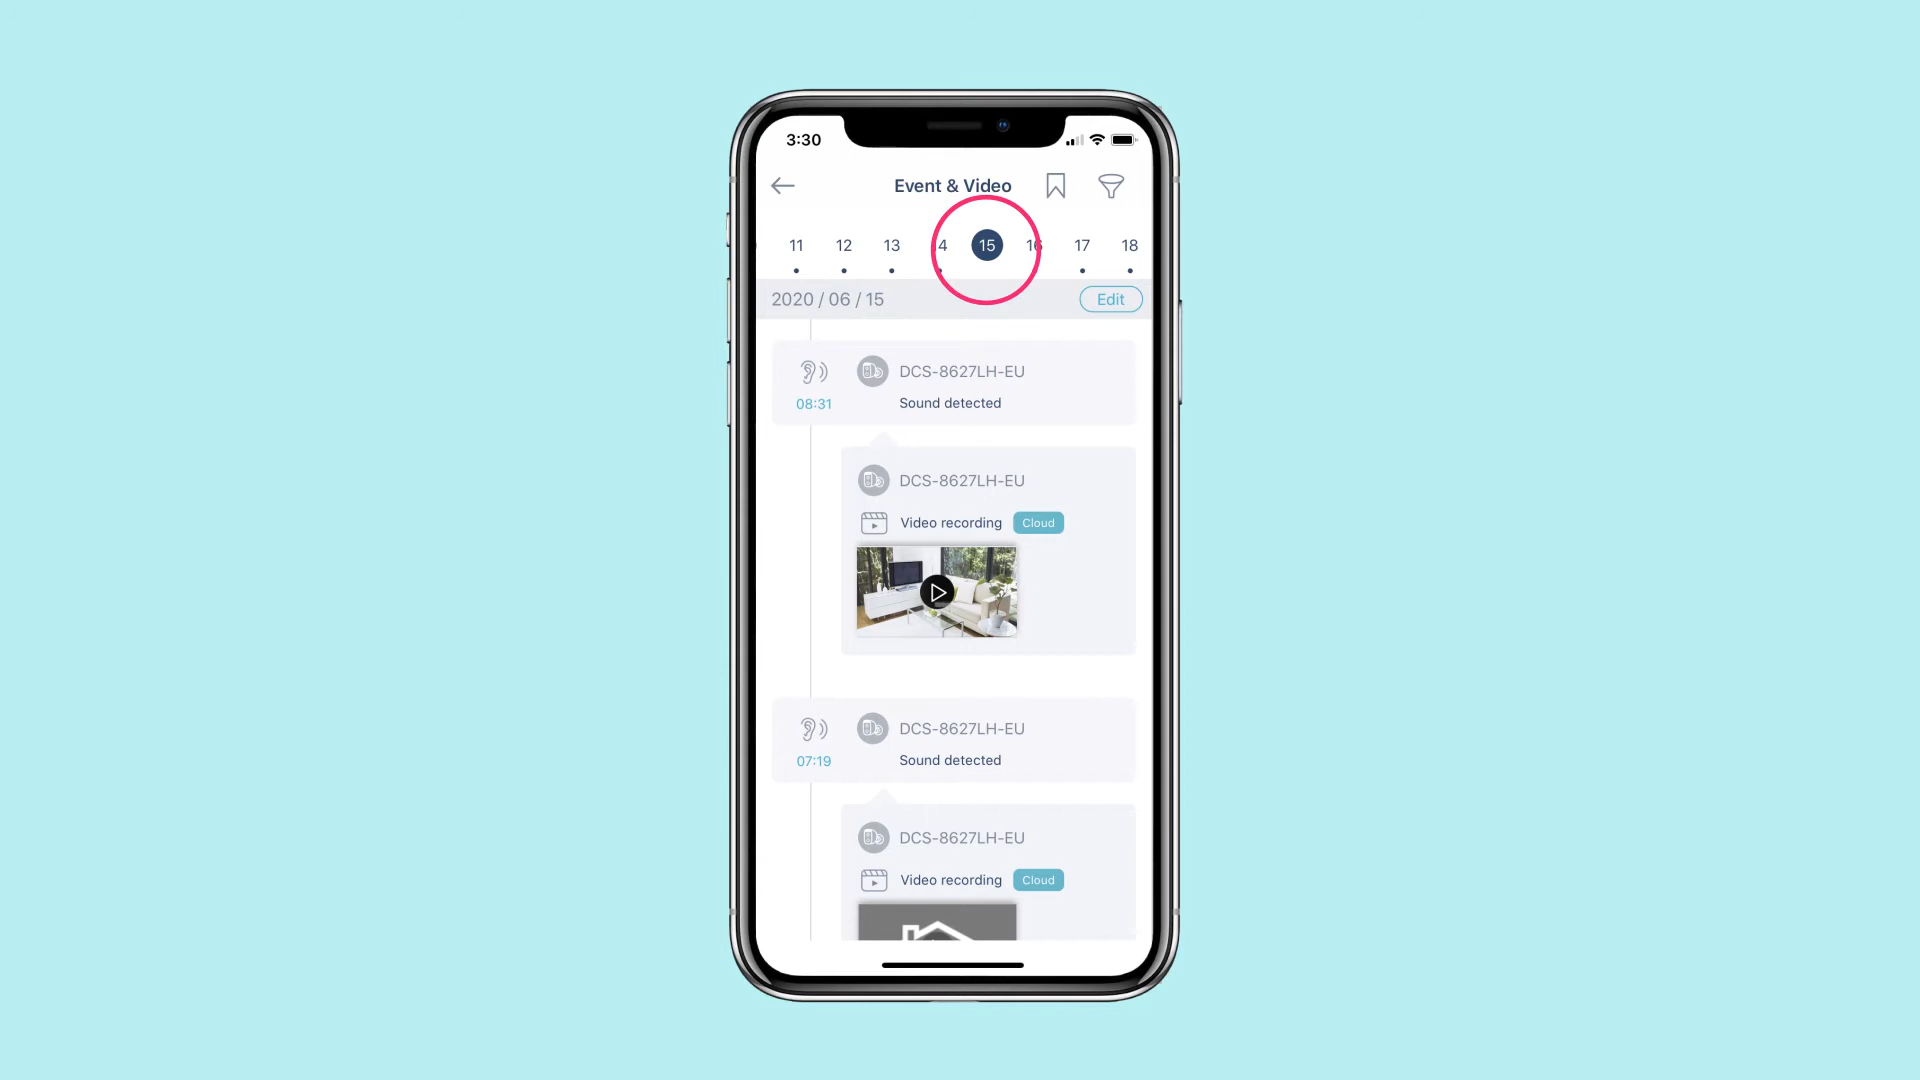 3:30
Event & Video
11 12 13 14 15 16 17 18
2020 / 06 / 15 Edit
DCS-8627LH-EU
08:31 Sound detected
DCS-8627LH-EU
Video recording Cloud
DCS-8627LH-EU
07:19 Sound detected
DCS-8627LH-EU
Video recording Cloud